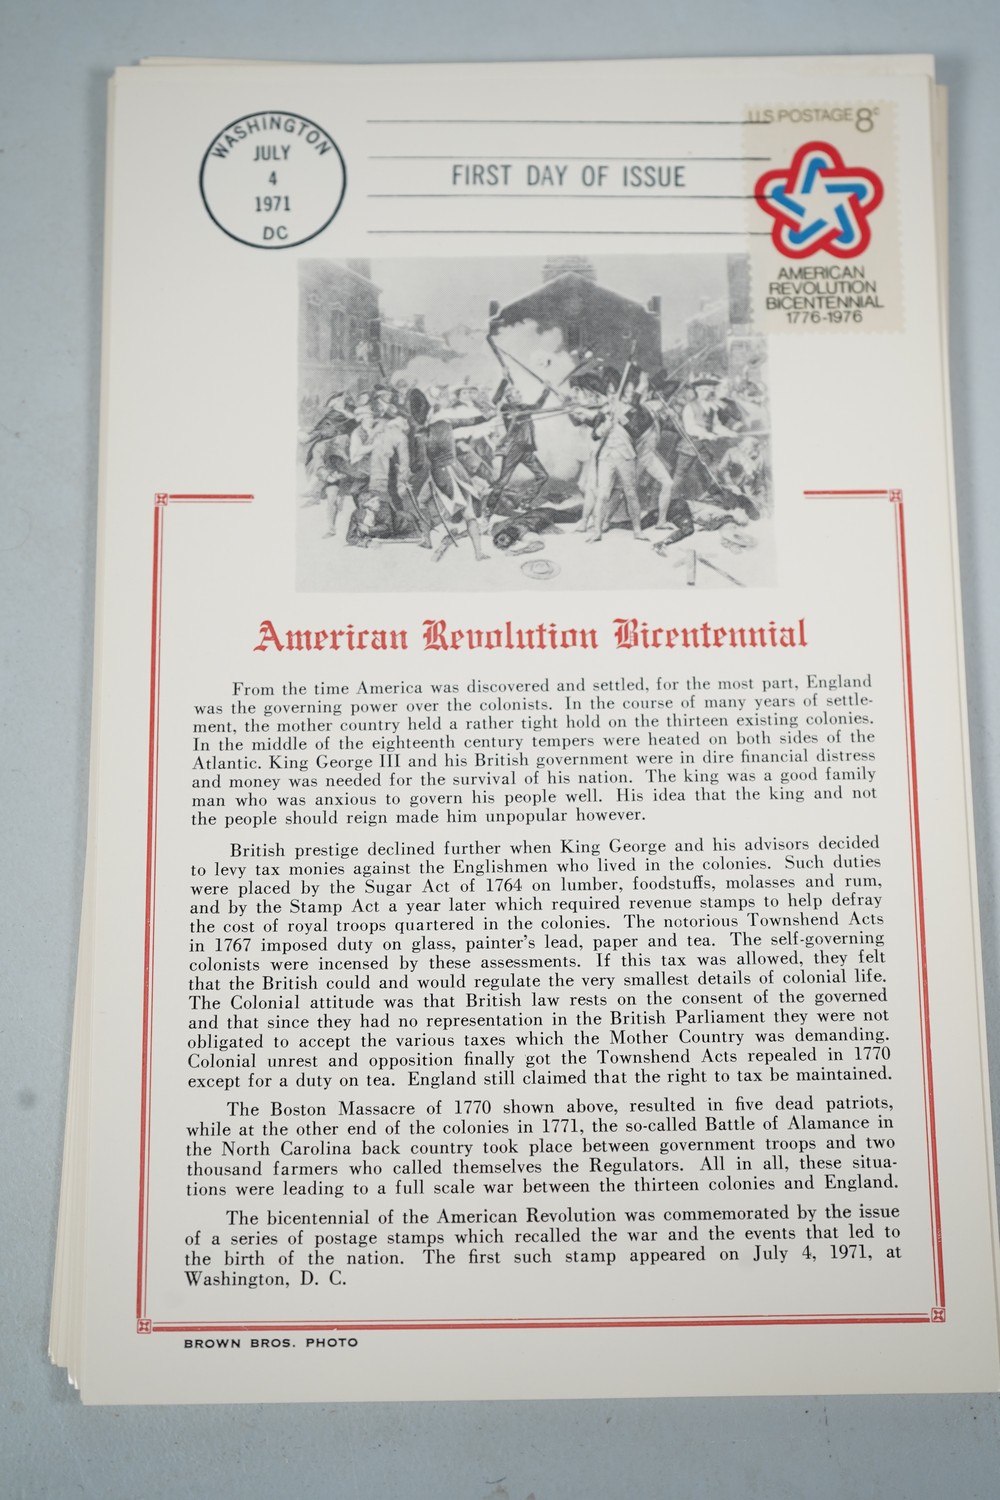 WASHINGTON
JULY
4
1971
DC
FIRST DAY OF ISSUE
U.S. POSTAGE 8c
AMERICAN
REVOLUTION
BICENTENNIAL
1776-1976
American Revolution Bicentennial
From the time America was discovered and settled, for the most part, England
was the governing power over the colonists. In the course of many years of settle-
ment, the mother country held a rather tight hold on the thirteen existing colonies.
In the middle of the eighteenth century tempers were heated on both sides of the
Atlantic. King George III and his British government were in dire financial distress
and money was needed for the survival of his nation. The king was a good family
man who was anxious to govern his people well. His idea that the king and not
the people should reign made him unpopular however.
British prestige declined further when King George and his advisors decided
to levy tax monies against the Englishmen who lived in the colonies. Such duties
were placed by the Sugar Act of 1764 on lumber, foodstuffs, molasses and rum,
and by the Stamp Act a year later which required revenue stamps to help defray
the cost of royal troops quartered in the colonies. The notorious Townshend Acts
in 1767 imposed duty on glass, painter's lead, paper and tea. The self-governing
colonists were incensed by these assessments. If this tax was allowed, they felt
that the British could and would regulate the very smallest details of colonial life.
The Colonial attitude was that British law rests on the consent of the governed
and that since they had no representation in the British Parliament they were not
obligated to accept the various taxes which the Mother Country was demanding.
Colonial unrest and opposition finally got the Townshend Acts repealed in 1770
except for a duty on tea. England still claimed that the right to tax be maintained.
The Boston Massacre of 1770 shown above, resulted in five dead patriots,
while at the other end of the colonies in 1771, the so-called Battle of Alamance in
the North Carolina back country took place between government troops and two
thousand farmers who called themselves the Regulators. All in all, these situa-
tions were leading to a full scale war between the thirteen colonies and England.
The bicentennial of the American Revolution was commemorated by the issue
of a series of postage stamps which recalled the war and the events that led to
the birth of the nation. The first such stamp appeared on July 4, 1971, at
Washington, D. C.
BROWN BROS. PHOTO